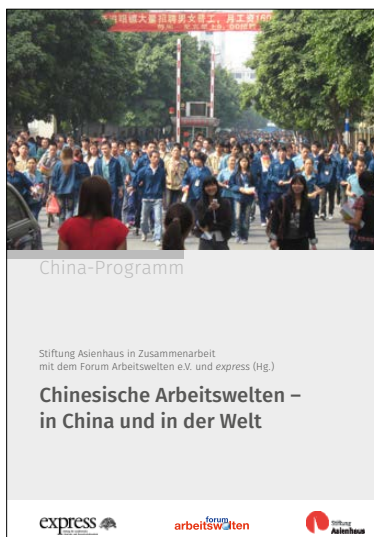 China-Programm
Stiftung Asienhaus in Zusammenarbeit
mit dem Forum Arbeitswelten e.V. und express (Hg.)
Chinesische Arbeitswelten –
in China und in der Welt
express
forum
arbeitswelten
Stiftung
Asienhaus